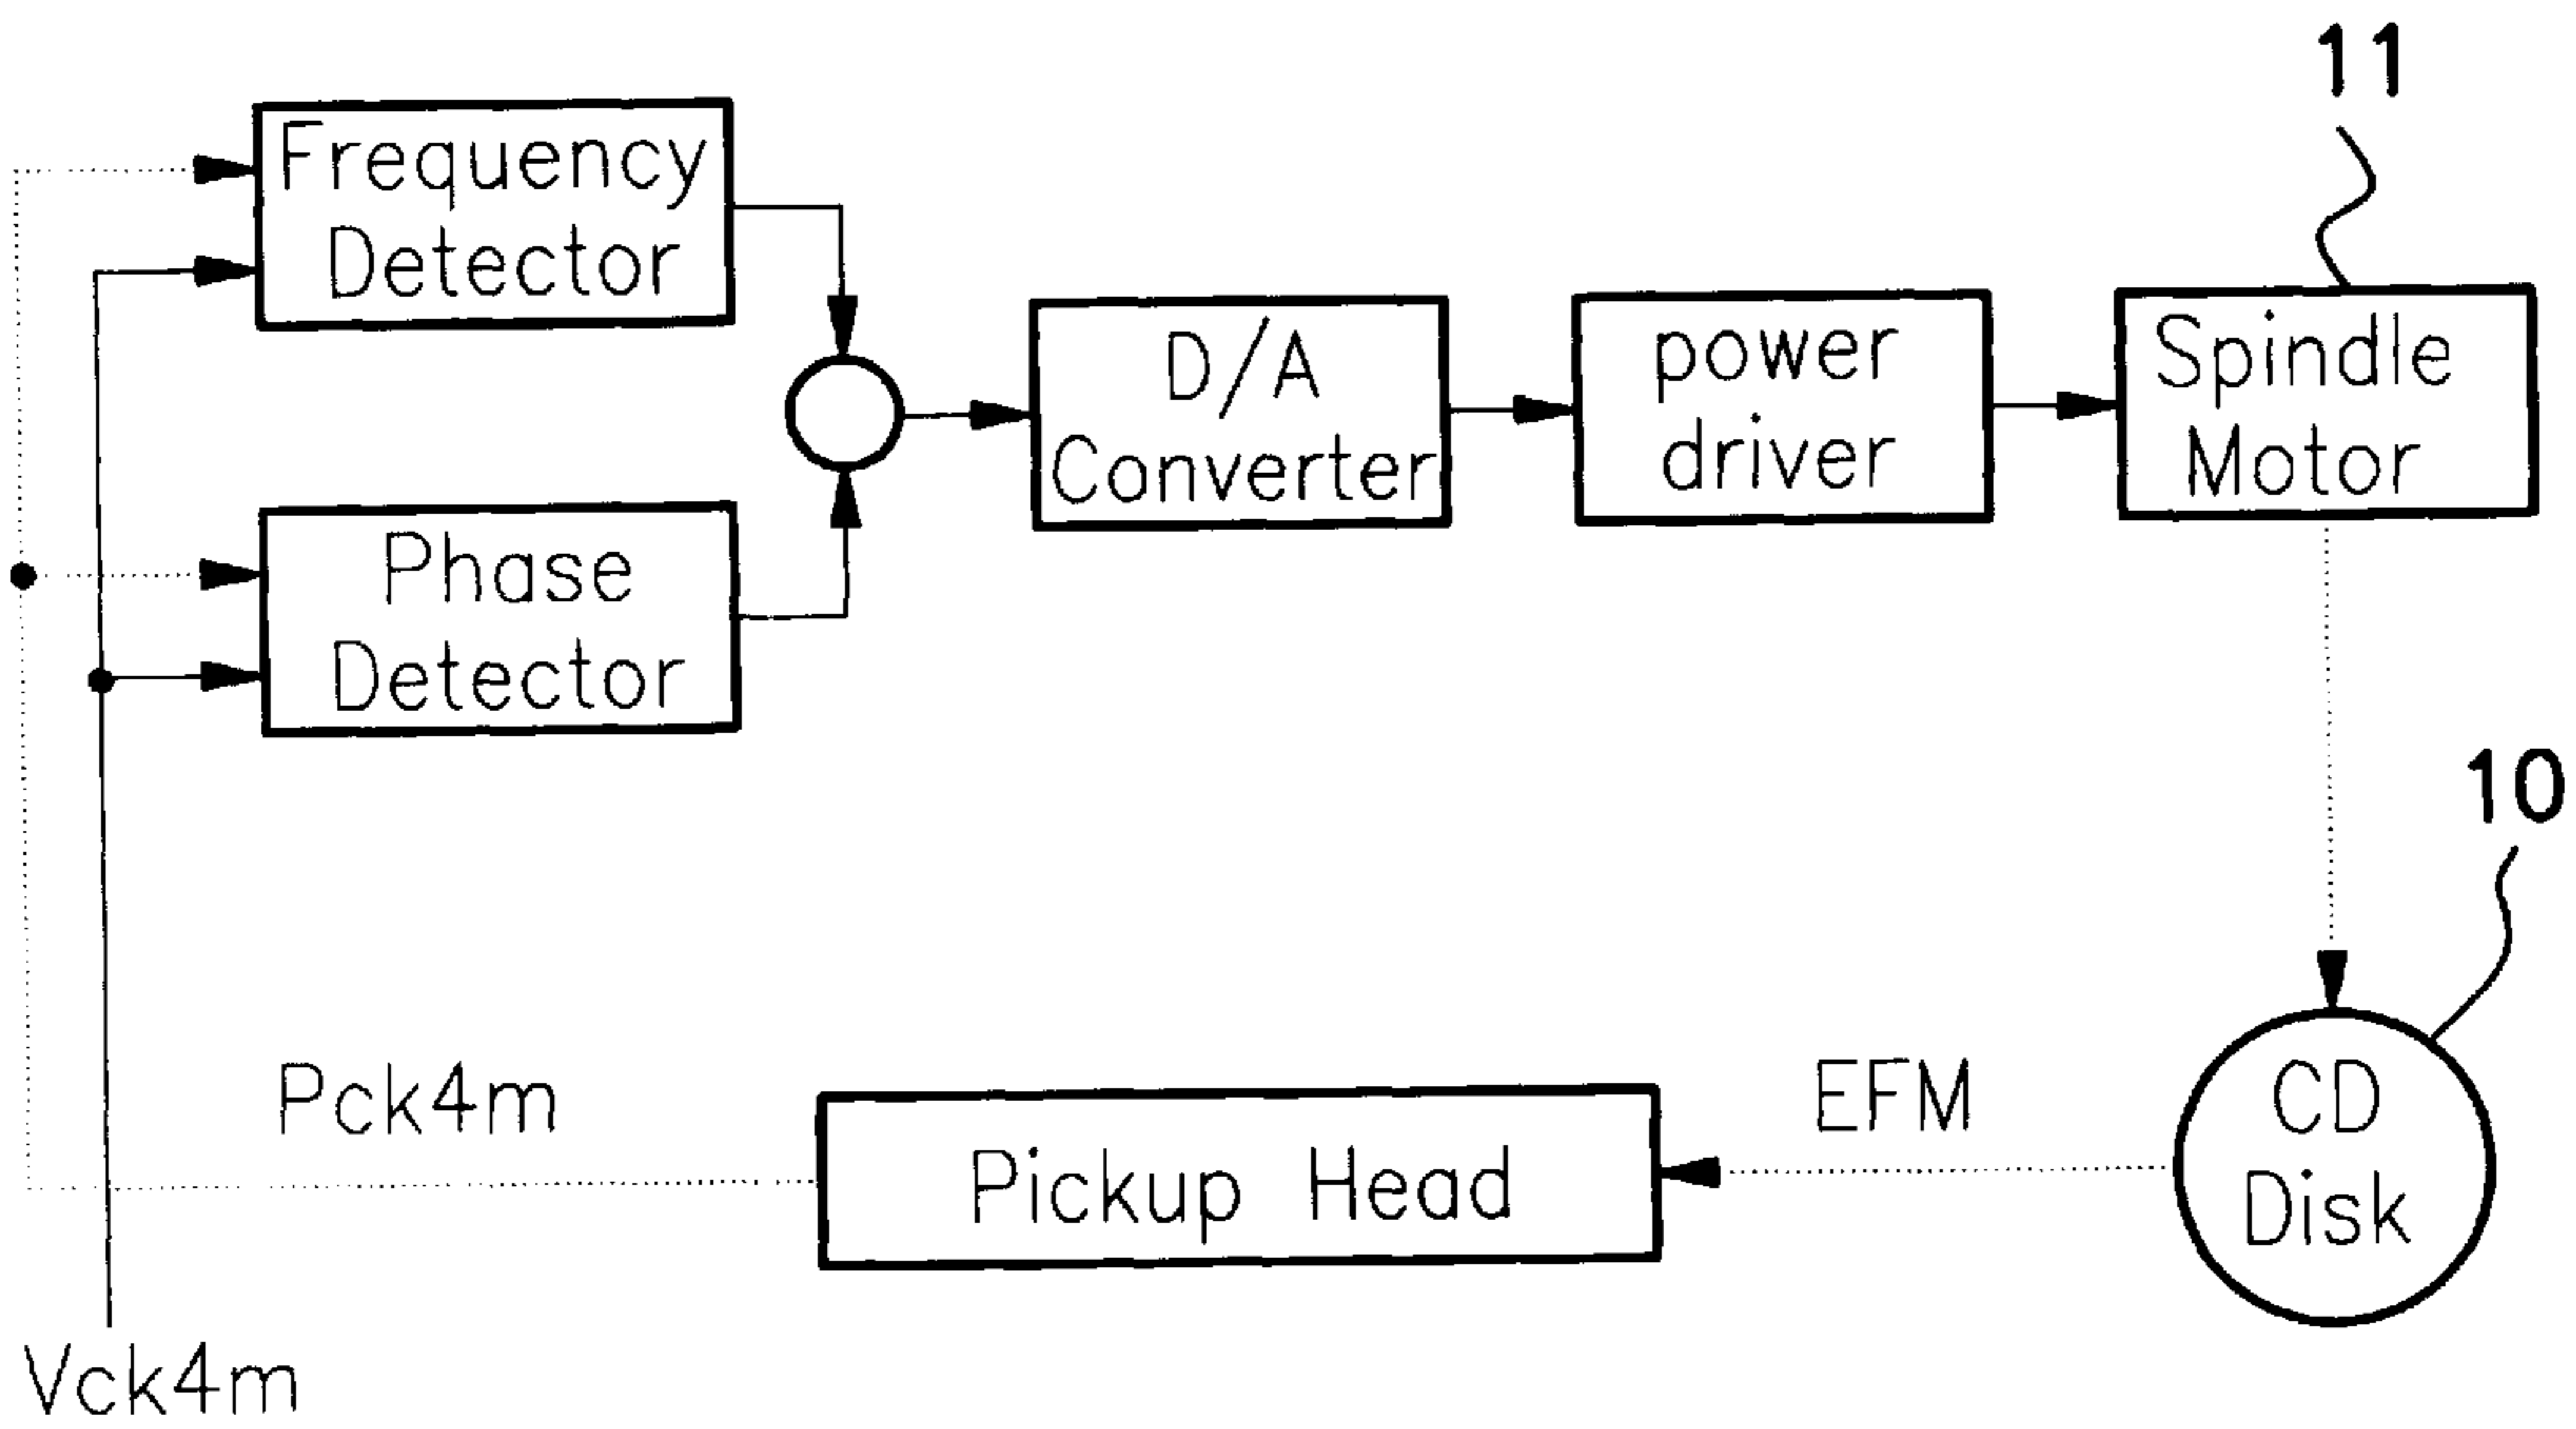 11
Frequency
Detector
D/A
Converter
power
driver
Spindle
Motor
Phase
Detector
10
Pck4m
Pickup Head
EFM
CD
Disk
Vck4m